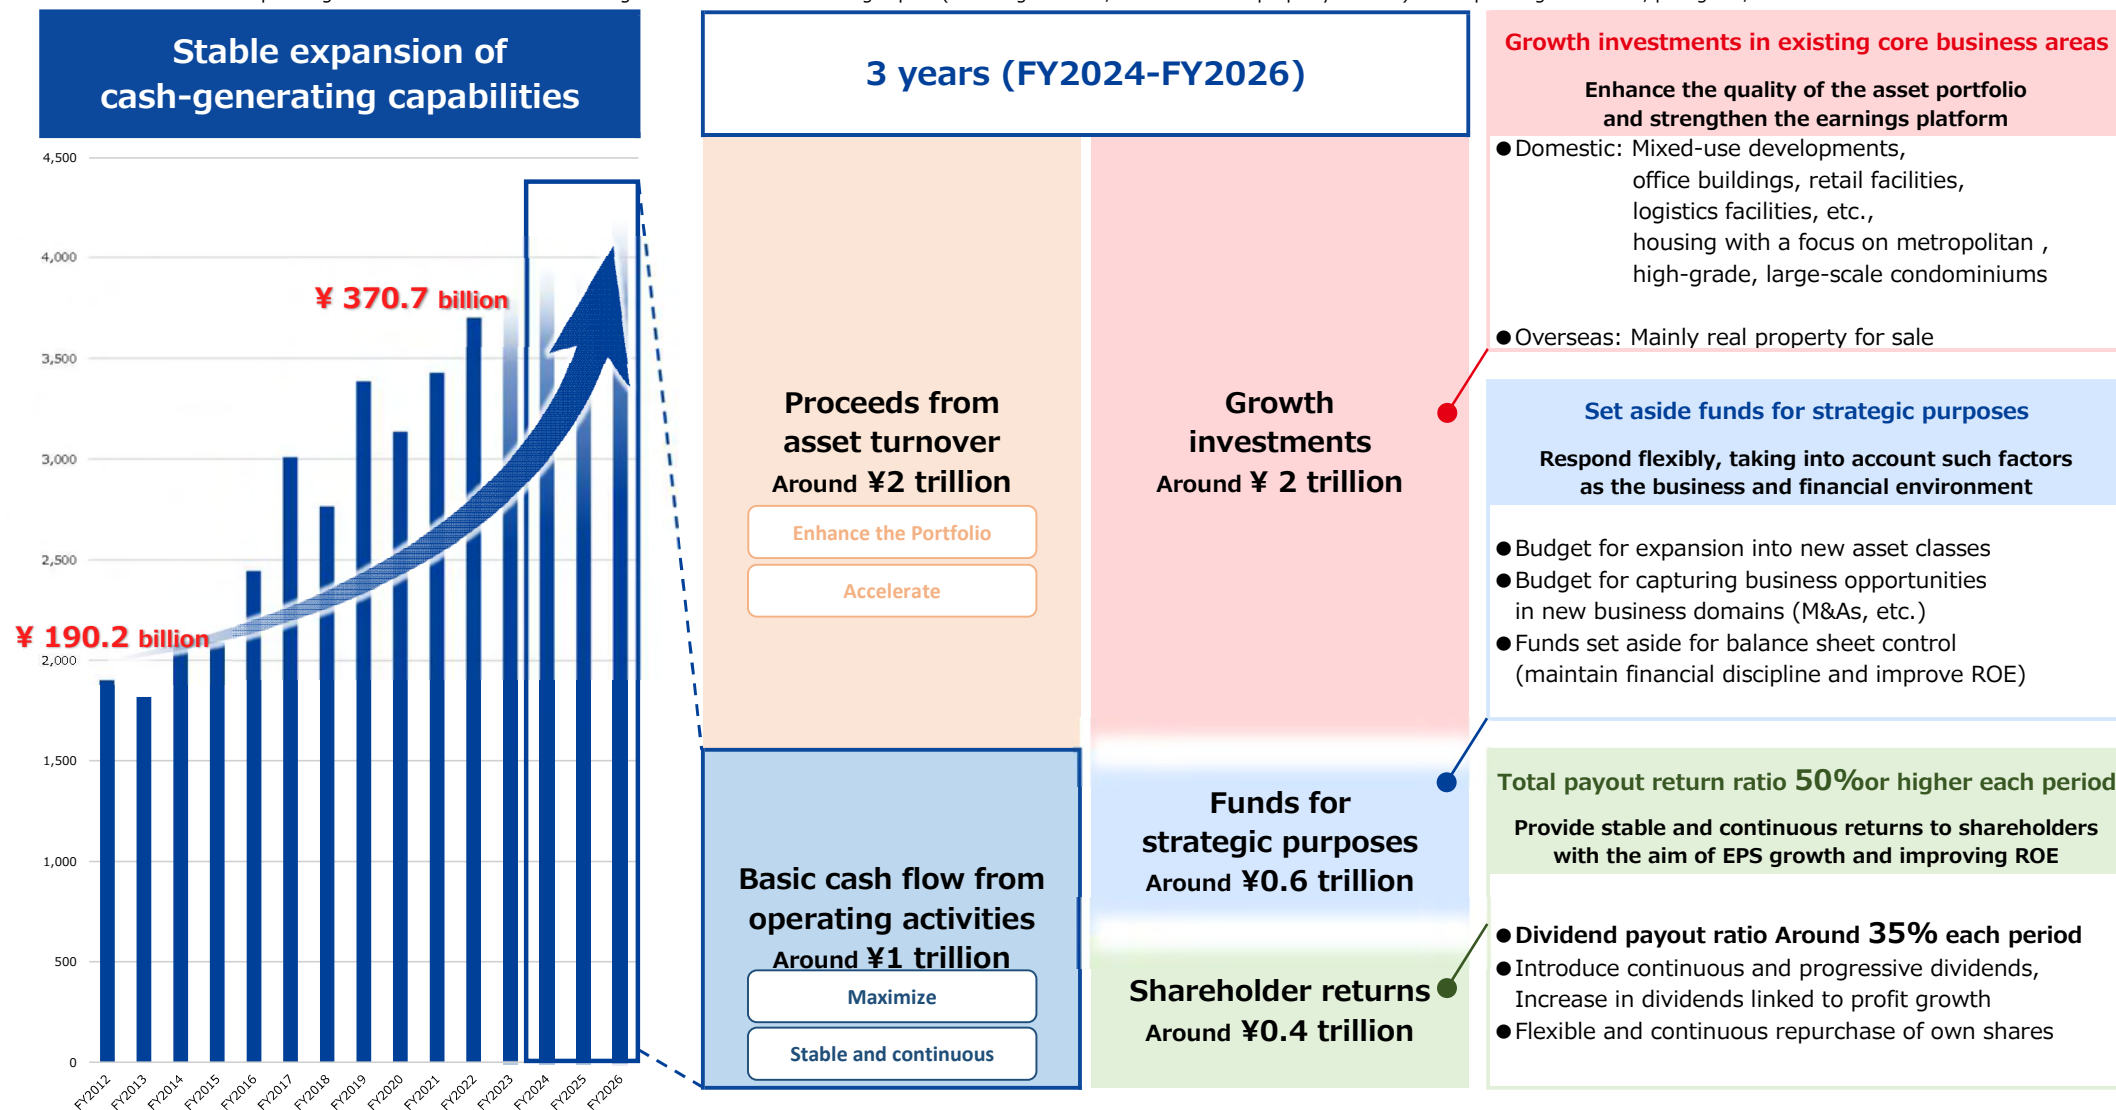 Stable expansion of
cash-generating capabilities
4,500
4,000
3,500
3,000
2,500
2,000
1,500
1,000
500
0
¥ 370.7 billion
¥ 190.2 billion
FY2012
FY2013
FY2014
FY2015
FY2016
FY2017
FY2018
FY2019
FY2020
FY2021
FY2022
FY2023
FY2024
FY2025
FY2026
3 years (FY2024-FY2026)
Proceeds from
asset turnover
Around ¥2 trillion
Enhance the Portfolio
Accelerate
Basic cash flow from
operating activities
Around ¥1 trillion
Maximize
Stable and continuous
Growth
investments
Around ¥ 2 trillion
Funds for
strategic purposes
Around ¥0.6 trillion
Shareholder returns
Around ¥0.4 trillion
Growth investments in existing core business areas
Enhance the quality of the asset portfolio
and strengthen the earnings platform
●Domestic: Mixed-use developments,
office buildings, retail facilities,
logistics facilities, etc.,
housing with a focus on metropolitan ,
high-grade, large-scale condominiums
●Overseas: Mainly real property for sale
Set aside funds for strategic purposes
Respond flexibly, taking into account such factors
as the business and financial environment
●Budget for expansion into new asset classes
●Budget for capturing business opportunities
in new business domains (M&As, etc.)
●Funds set aside for balance sheet control
(maintain financial discipline and improve ROE)
Total payout return ratio 50%or higher each period
Provide stable and continuous returns to shareholders
with the aim of EPS growth and improving ROE
●Dividend payout ratio Around 35% each period
●Introduce continuous and progressive dividends,
Increase in dividends linked to profit growth
●Flexible and continuous repurchase of own shares